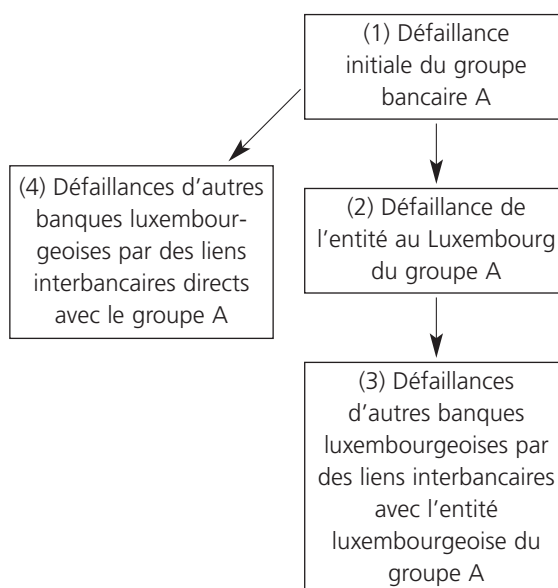 (1) Défaillance
initiale du groupe
bancaire A
(4) Défaillances d'autres
banques luxembour-
geoises par des liens
interbancaires directs
avec le groupe A
(2) Défaillance de
l'entité au Luxembourg
du groupe A
(3) Défaillances
d'autres banques
luxembourgeoises par
des liens interbancaires
avec l'entité
luxembourgeoise du
groupe A